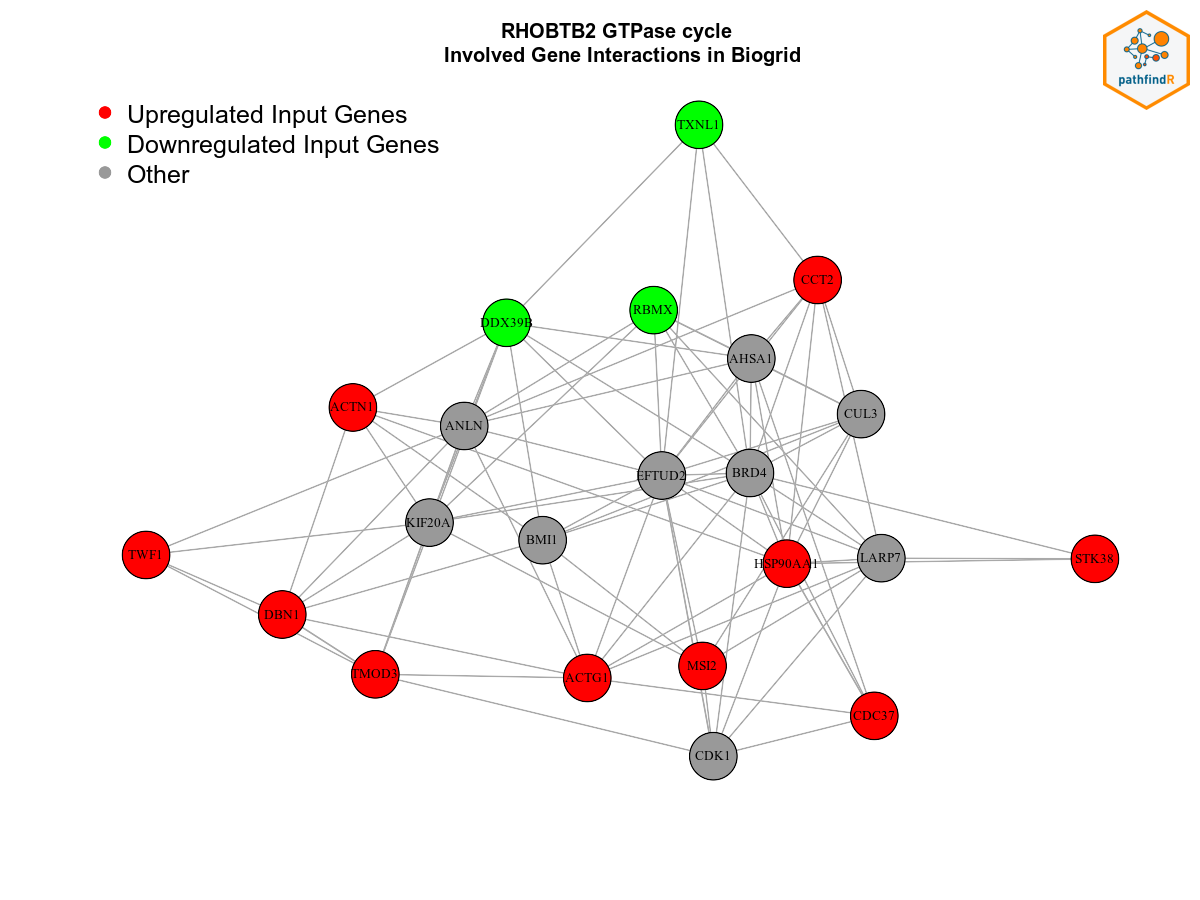 RHOBTB2 GTPase cycle
Involved Gene Interactions in Biogrid
pathfindR
Upregulated Input Genes
Downregulated Input Genes
Other
TXNL1
CCT2
RBMX
DDX39B
AHSA1
ACTN1
CUL3
ANLN
EFTUD2
BRD4
KIF20A
BMI1
TWF1
HSP90AA1
LARP7
STK38
DBN1
TMOD3
ACTG1
MSI2
CDC37
CDK1